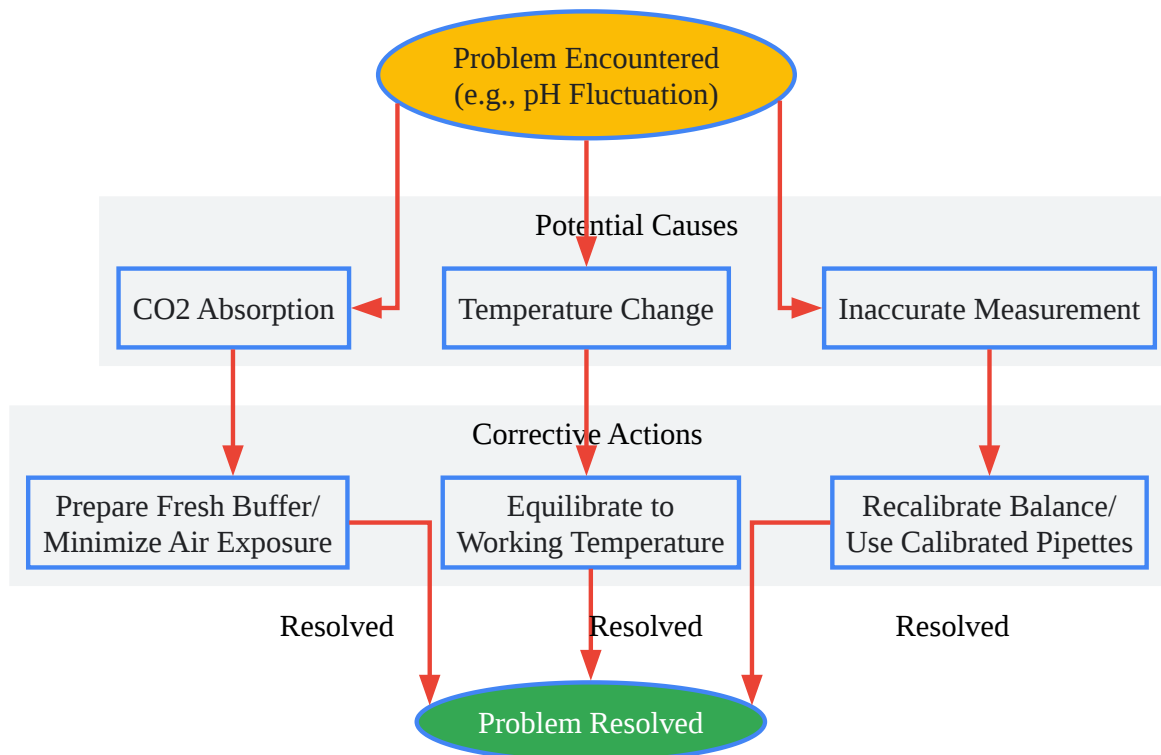 Problem Encountered
(e.g., pH Fluctuation)
Potential Causes
CO2 Absorption
Temperature Change
Inaccurate Measurement
Corrective Actions
Prepare Fresh Buffer/
Minimize Air Exposure
Equilibrate to
Working Temperature
Recalibrate Balance/
Use Calibrated Pipettes
Resolved
Resolved
Resolved
Problem Resolved